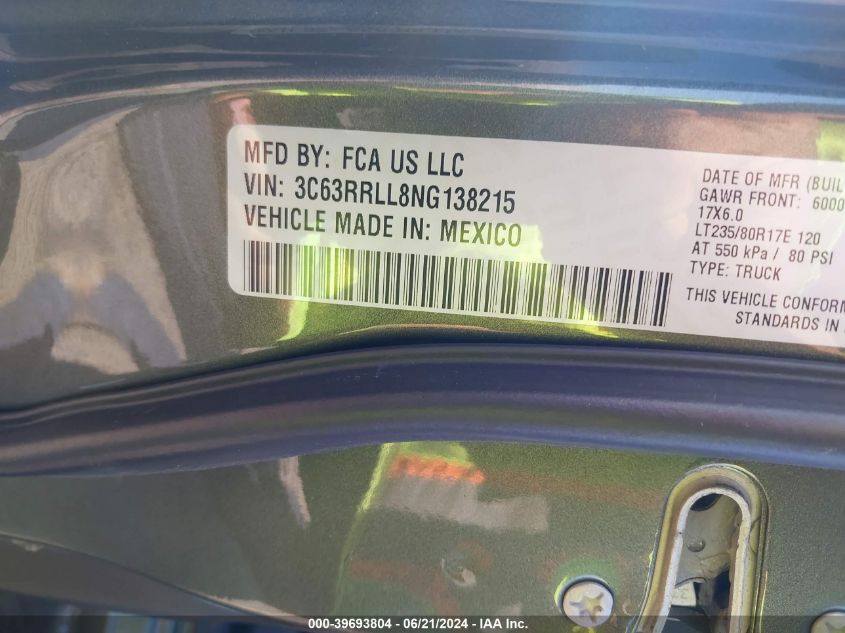 MFD BY: FCA US LLC
VIN: 3C63RRLL8NG138215
VEHICLE MADE IN: MEXICO
DATE OF MFR (BUIL
GAWR FRONT: 6000
17X6.0
LT235/80R17E 120
AT 550 kPa / 80 PSI
TYPE: TRUCK
THIS VEHICLE CONFORM
STANDARDS IN
000-39693804 - 06/21/2024 - IAA Inc.